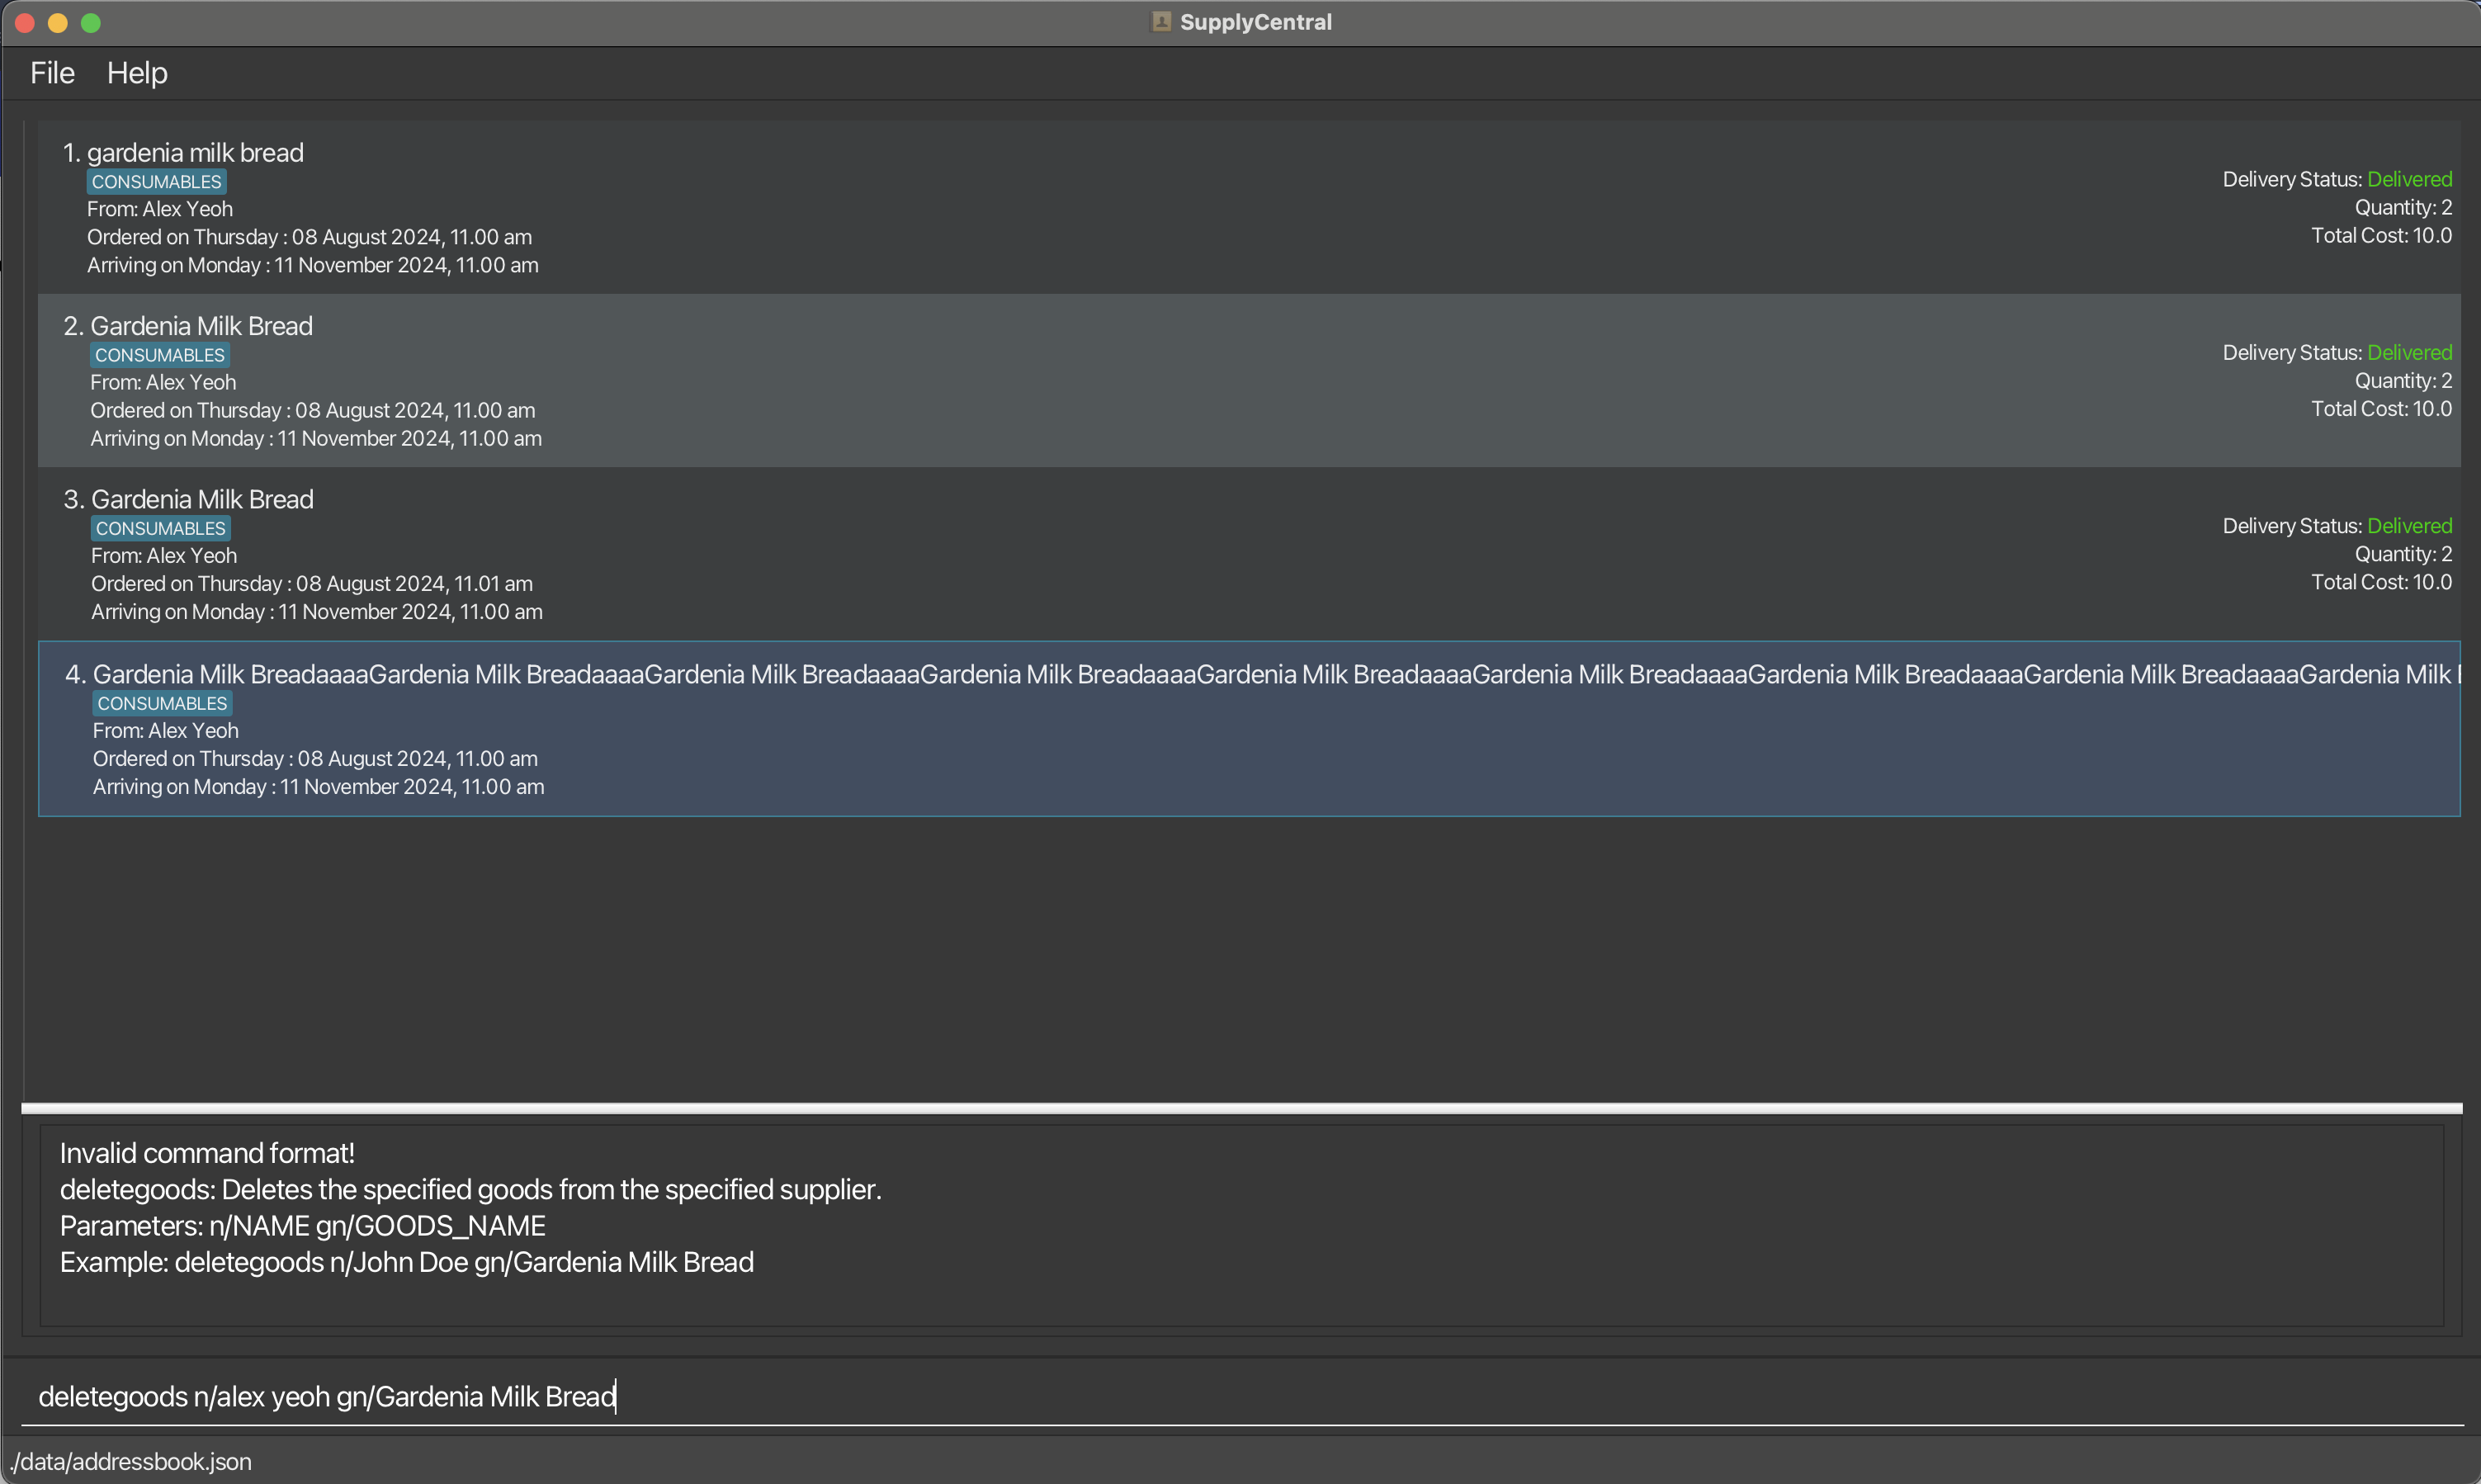 SupplyCentral
File Help
1. gardenia milk bread
CONSUMABLES
From: Alex Yeoh
Ordered on Thursday : 08 August 2024, 11.00 am
Arriving on Monday : 11 November 2024, 11.00 am
Delivery Status: Delivered
Quantity: 2
Total Cost: 10.0
2. Gardenia Milk Bread
CONSUMABLES
From: Alex Yeoh
Ordered on Thursday : 08 August 2024, 11.00 am
Arriving on Monday : 11 November 2024, 11.00 am
Delivery Status: Delivered
Quantity: 2
Total Cost: 10.0
3. Gardenia Milk Bread
CONSUMABLES
From: Alex Yeoh
Ordered on Thursday : 08 August 2024, 11.01 am
Arriving on Monday : 11 November 2024, 11.00 am
Delivery Status: Delivered
Quantity: 2
Total Cost: 10.0
4. Gardenia Milk BreadaaaaGardenia Milk BreadaaaaGardenia Milk BreadaaaaGardenia Milk BreadaaaaGardenia Milk BreadaaaaGardenia Milk BreadaaaaGardenia Milk BreadaaaaGardenia Milk BreadaaaaGardenia Milk
CONSUMABLES
From: Alex Yeoh
Ordered on Thursday : 08 August 2024, 11.00 am
Arriving on Monday : 11 November 2024, 11.00 am
Invalid command format!
deletegoods: Deletes the specified goods from the specified supplier.
Parameters: n/NAME gn/GOODS_NAME
Example: deletegoods n/John Doe gn/Gardenia Milk Bread
deletegoods n/alex yeoh gn/Gardenia Milk Bread
./data/addressbook.json